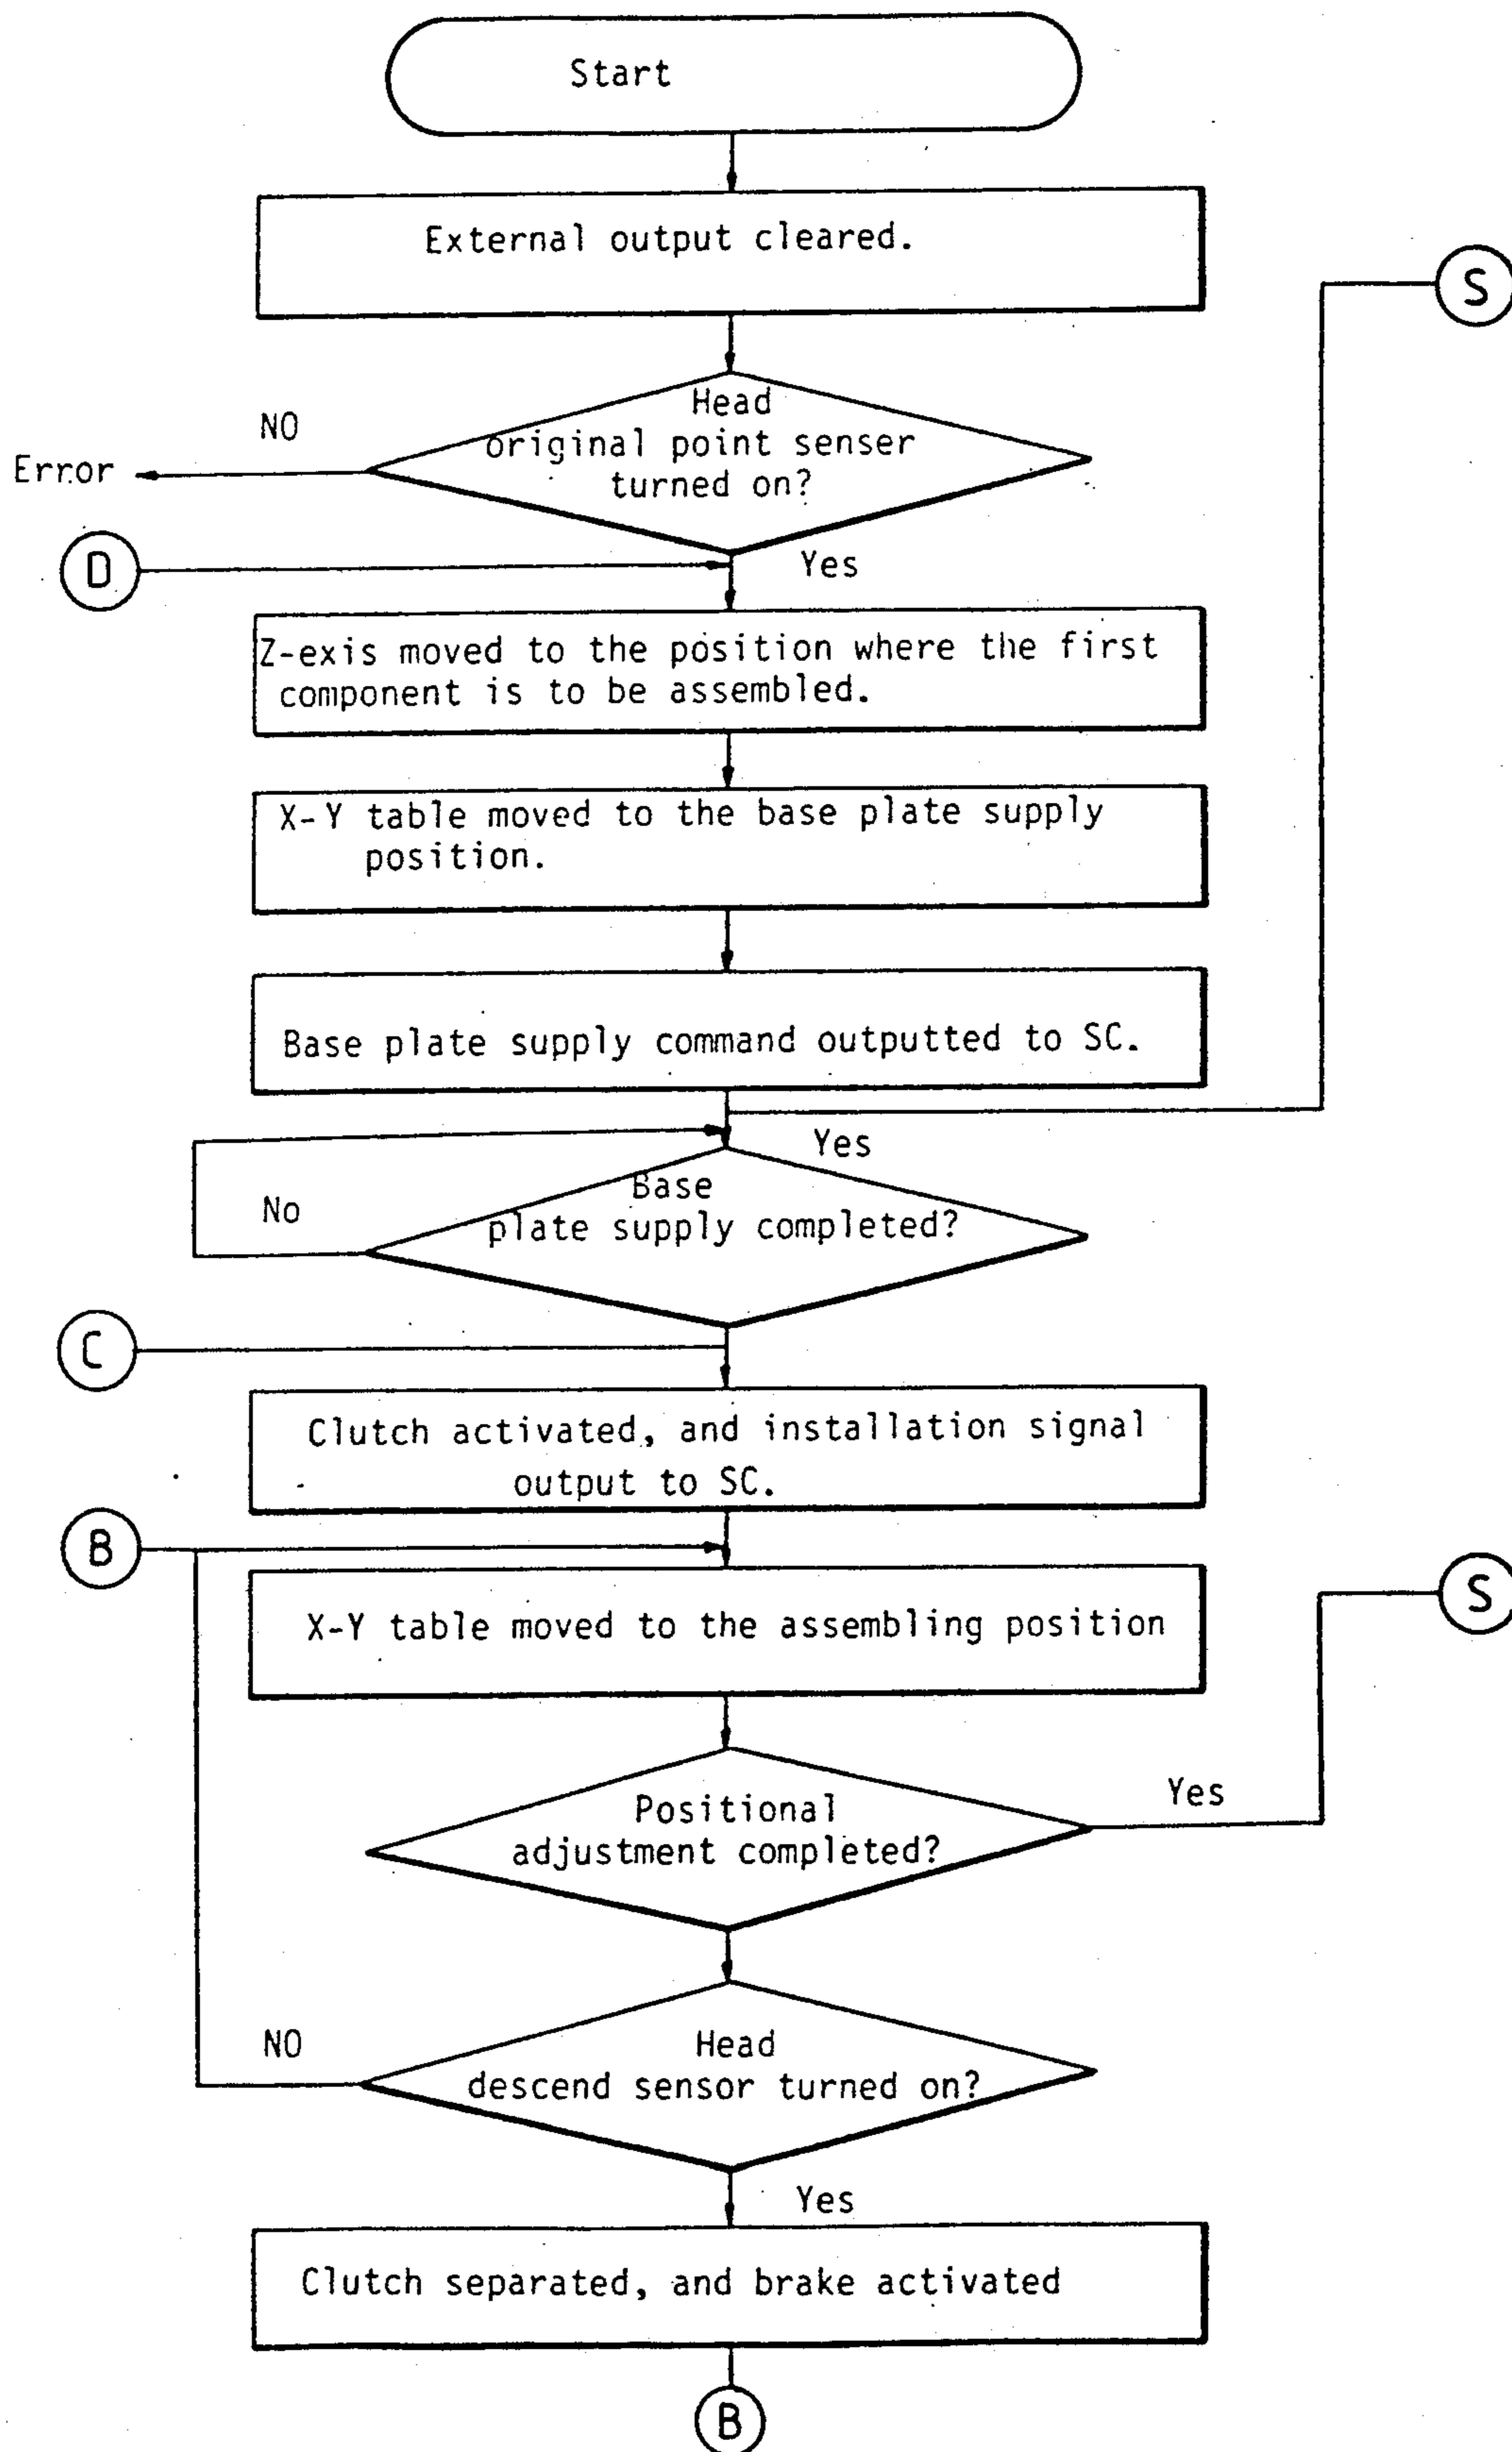 Start
External output cleared.
S
Head
original point senser
turned on?
NO
Error
D
Yes
Z-exis moved to the position where the first
component is to be assembled.
X-Y table moved to the base plate supply
position.
Base plate supply command outputted to SC.
Yes
Base
plate supply completed?
No
C
Clutch activated, and installation signal
output to SC.
B
X-Y table moved to the assembling position
S
Positional
adjustment completed?
Yes
Head
descend sensor turned on?
NO
Yes
Clutch separated, and brake activated
B